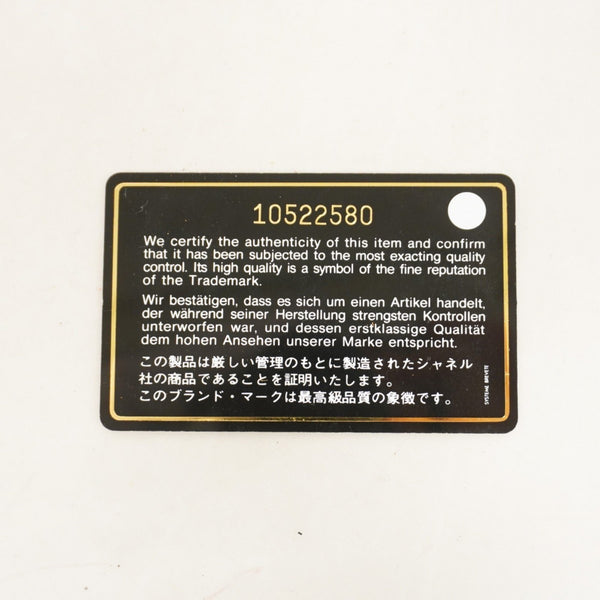 10522580
We certify the authenticity of this item and confirm
that it has been subjected to the most exacting quality
control. Its high quality is a symbol of the fine reputation
of the Trademark.
Wir bestätigen, dass es sich um einen Artikel handelt,
der während seiner Herstellung strengsten Kontrollen
unterworfen war, und dessen erstklassige Qualität
dem hohen Ansehen unserer Marke entspricht.
この製品は厳しい管理のもとに製造されたシャネル
社の商品であることを証明いたします。
このブランド・マークは最高級品質の象徴です。
SYSTEME BREVETE